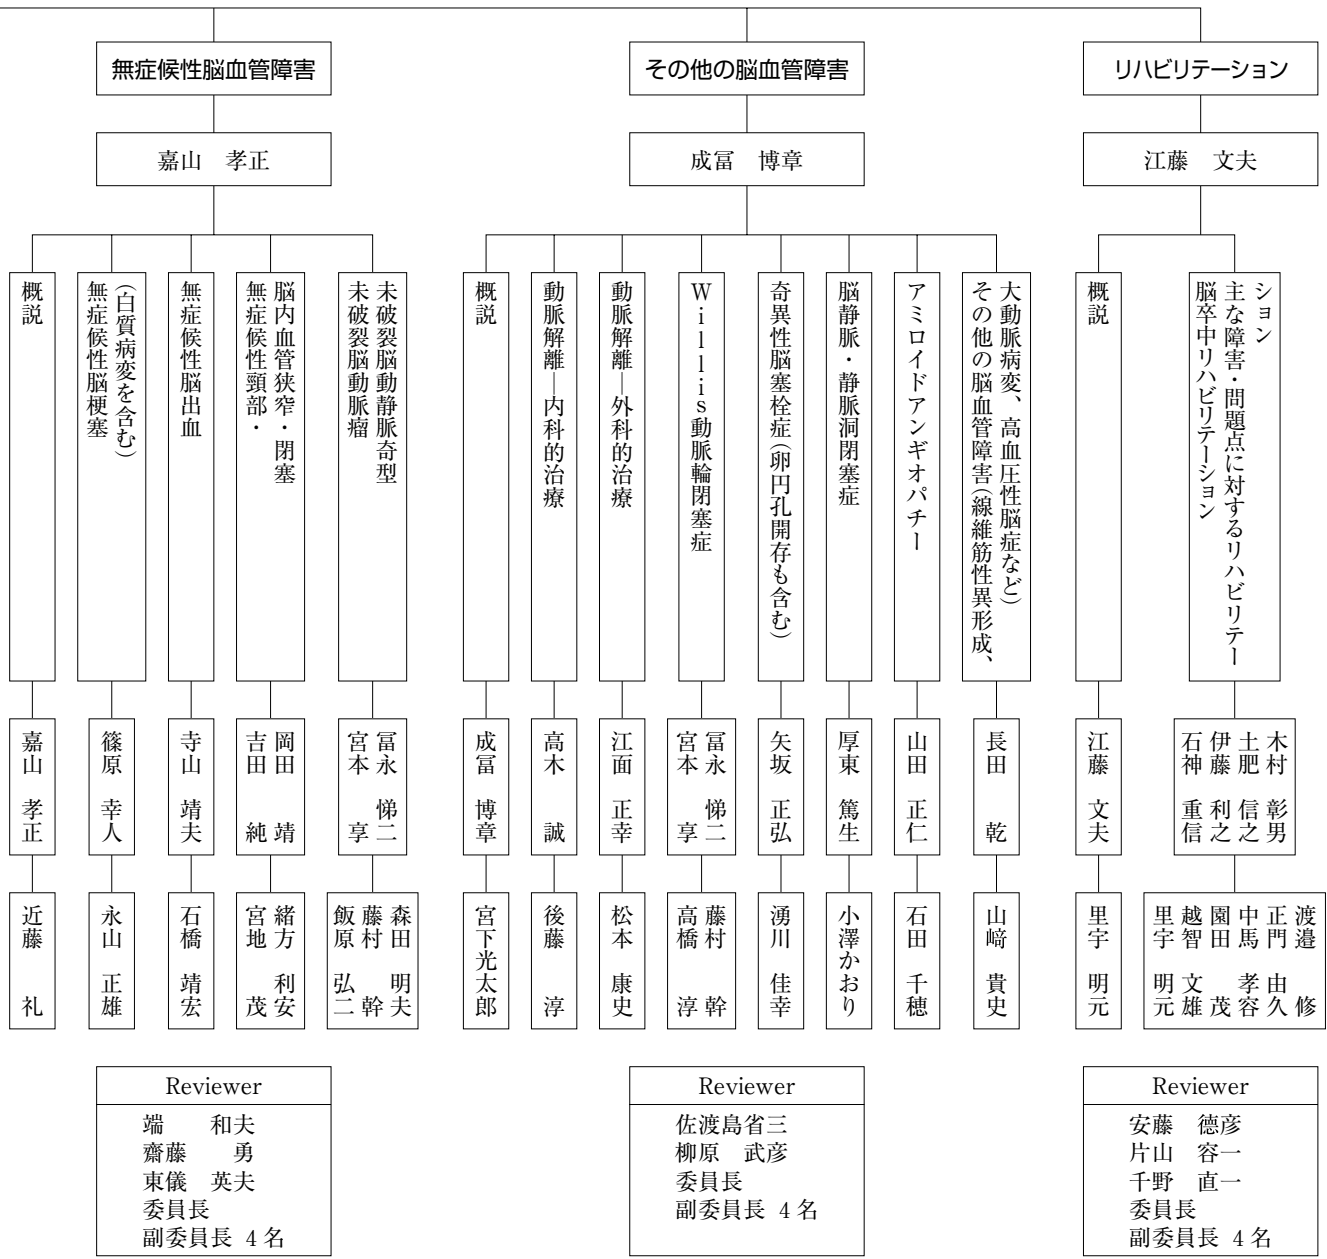 無症候性脳血管障害
嘉山　孝正
概説
嘉山　孝正
近藤　礼
無症候性脳梗塞
(白質病変を含む)
篠原　幸人
永山　正雄
無症候性脳出血
寺山　靖夫
石橋　靖宏
無症候性頸部・
脳内血管狭窄・閉塞
岡田　靖
吉田　純
緒方　利安
宮地　茂
未破裂脳動静脈奇型
未破裂脳動脈瘤
冨永　悌二
宮本　享
森田　明夫
藤村　幹
飯原　弘二
Reviewer
端　和夫
齋藤　勇
東儀　英夫
委員長
副委員長 4名
その他の脳血管障害
成冨　博章
概説
成冨　博章
宮下光太郎
動脈解離―内科的治療
高木　誠
後藤　淳
動脈解離―外科的治療
江面　正幸
松本　康史
Willis動脈輪閉塞症
冨永　悌二
宮本　享
藤村　幹
高橋　淳
奇異性脳塞栓症(卵円孔開存も含む)
矢坂　正弘
湧川　佳幸
脳静脈・静脈洞閉塞症
厚東　篤生
小澤かおり
アミロイドアンギオパチー
山田　正仁
石田　千穂
その他の脳血管障害(線維筋性異形成、
大動脈病変、高血圧性脳症など)
長田　乾
山﨑　貴史
Reviewer
佐渡島省三
柳原　武彦
委員長
副委員長 4名
リハビリテーション
江藤　文夫
概説
江藤　文夫
里宇　明元
脳卒中リハビリテーション
主な障害・問題点に対するリハビリテー
ション
木村　彰男
土肥　信之
伊藤　利之
石神　重信
渡邉　修
正門　由久
中馬　孝容
園田　茂
越智　文雄
里宇　明元
Reviewer
安藤　德彦
片山　容一
千野　直一
委員長
副委員長 4名